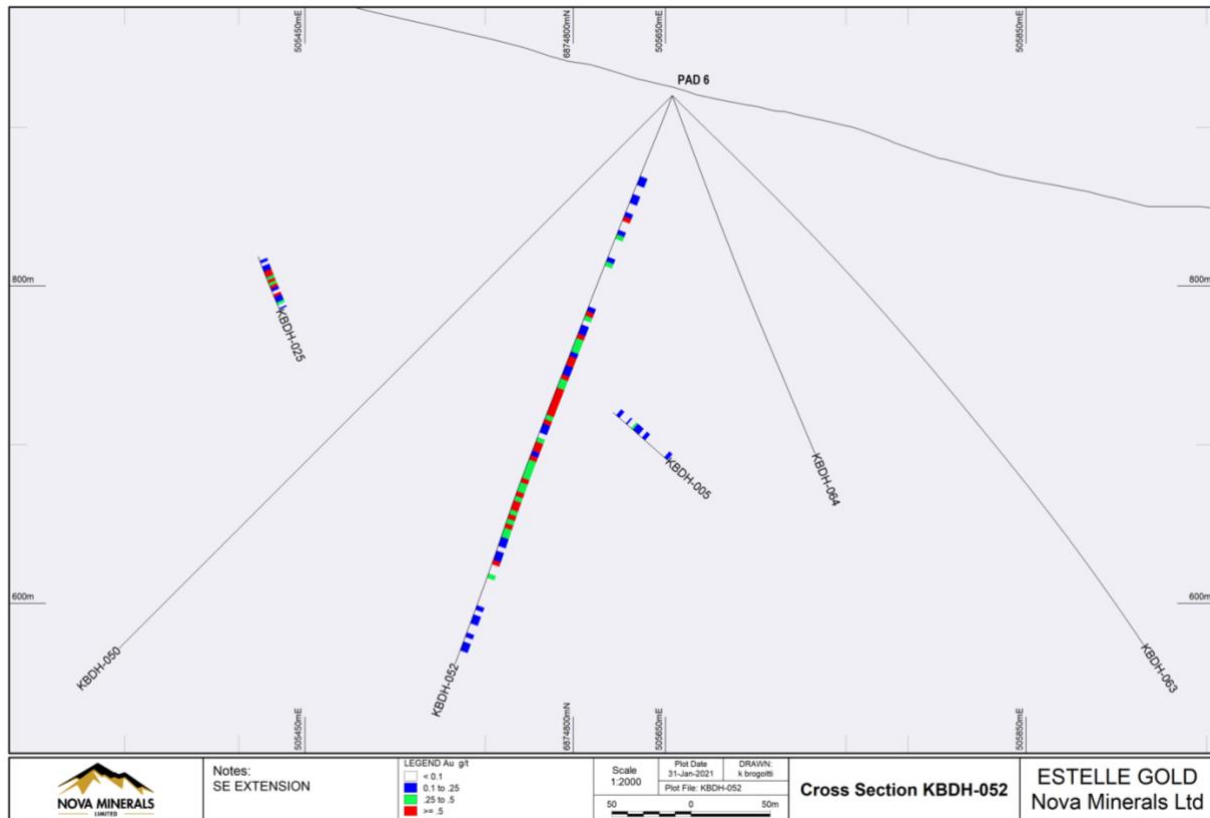 505450mE
6874800mN
505650mE
505850mE
PAD 6
800m
800m
KBDH-025
KBDH-005
KBDH-064
600m
600m
KBDH-050
KBDH-052
KBDH-063
505450mE
6874800mN
505650mE
505850mE
NOVA MINERALS
LIMITED
Notes:
SE EXTENSION
LEGEND Au g/t
< 0.1
0.1 to .25
.25 to .5
>= .5
Scale
1:2000
Plot Date
31-Jan-2021
DRAWN:
k brogoitti
Plot File: KBDH-052
50 0 50m
Cross Section KBDH-052
ESTELLE GOLD
Nova Minerals Ltd